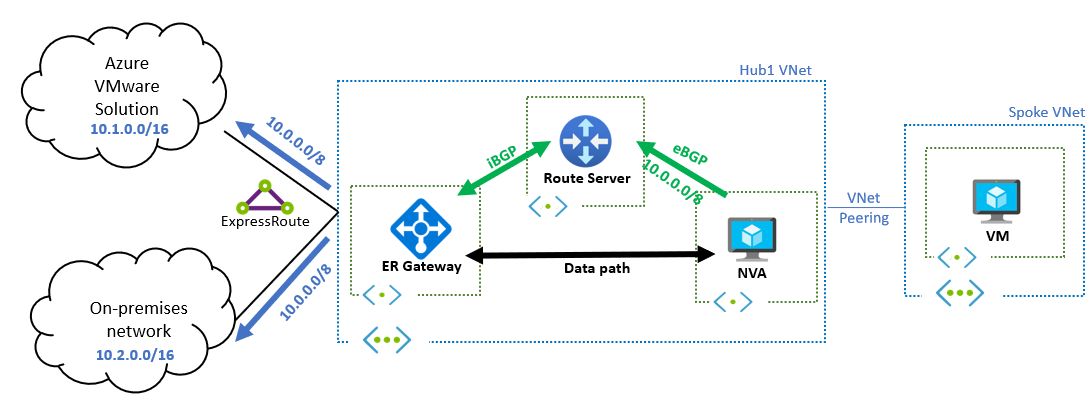 Azure
VMware
Solution
10.1.0.0/16
10.0.0.0/8
ExpressRoute
10.0.0.0/8
On-premises
network
10.2.0.0/16
Hub1 VNet
Route Server
iBGP
eBGP
10.0.0.0/8
ER Gateway
Data path
NVA
VNet
Peering
Spoke VNet
VM